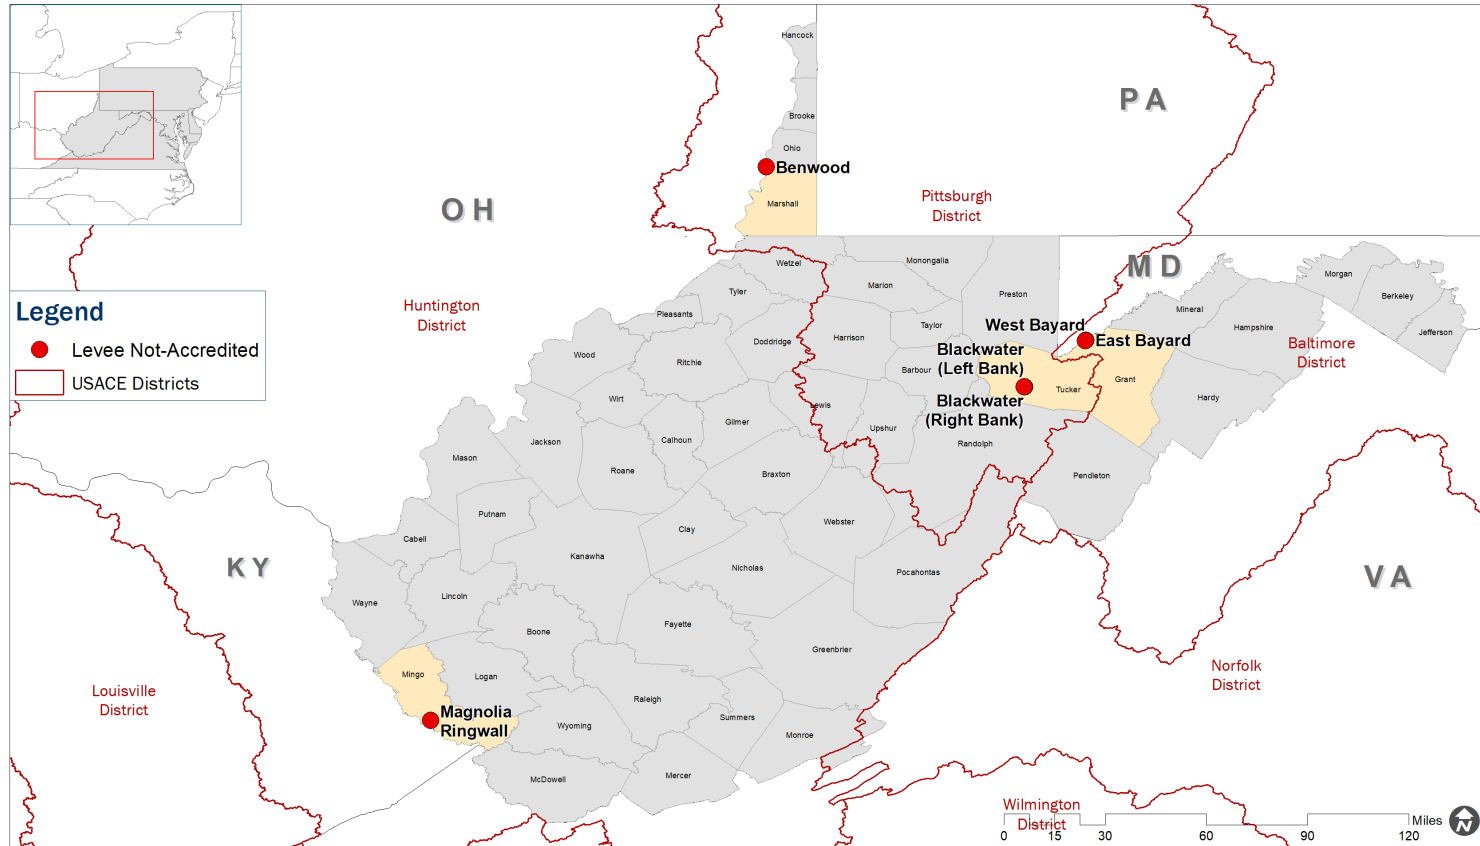 Hancock
PA
Brooke
Ohio
Benwood
Marshall
OH
Pittsburgh
District
Wetzel
Monongalia
MD
Morgan
Marion
Berkeley
Tyler
Preston
Legend
Levee Not-Accredited
USACE Districts
Huntington
District
Pleasants
Mineral
Taylor
West Bayard
Hampshire
Jefferson
Harrison
Doddridge
East Bayard
Baltimore
District
Wood
Ritchie
Blackwater
(Left Bank)
Barbour
Grant
Tucker
Wirt
Lewis
Blackwater
(Right Bank)
Hardy
Gilmer
Upshur
Jackson
Calhoun
Randolph
Mason
Roane
Braxton
Pendleton
Putnam
Webster
Clay
Cabell
Kanawha
KY
Nicholas
Pocahontas
VA
Lincoln
Wayne
Fayette
Boone
Greenbrier
Mingo
Logan
Norfolk
District
Louisville
District
Raleigh
Magnolia
Ringwall
Summers
Wyoming
Monroe
McDowell
Mercer
Wilmington
District
Miles
0 15 30 60 90 120
N